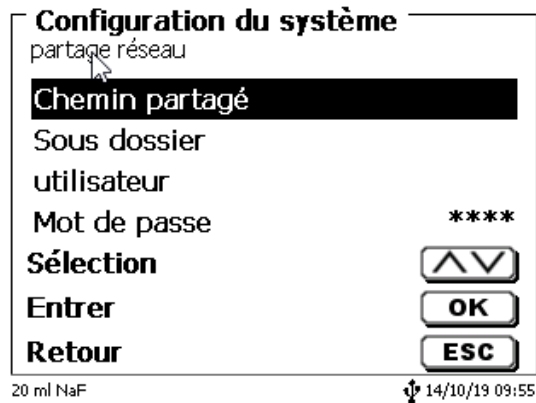 Configuration du système
partage réseau
Chemin partagé
Sous dossier
utilisateur
Mot de passe ****
Sélection
Entrer OK
Retour ESC
20 ml NaF 14/10/19 09:55